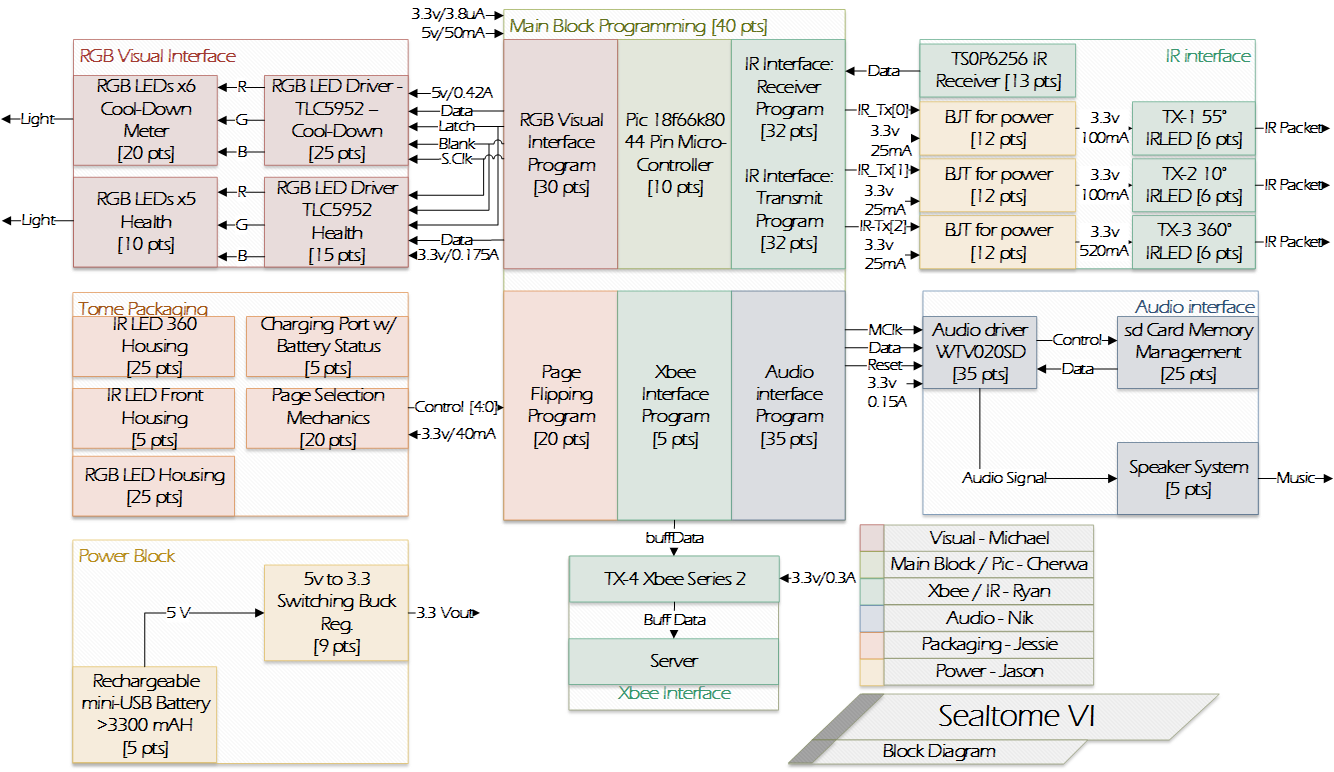 3.3v/3.8uA
5v/50mA
Main Block Programming [40 pts]
RGB Visual Interface
RGB LEDs x6
Cool-Down
Meter
[20 pts]
RGB LED Driver -
TLC5952 –
Cool-Down
[25 pts]
R
G
B
Light
5v/0.42A
Data
Latch
Blank
S.Clk
RGB LEDs x5
Health
[10 pts]
RGB LED Driver
TLC5952
Health
[15 pts]
R
G
B
Light
Data
3.3v/0.175A
RGB Visual
Interface
Program
[30 pts]
Pic 18f66k80
44 Pin Micro-
Controller
[10 pts]
IR Interface:
Receiver
Program
[32 pts]
IR Interface:
Transmit
Program
[32 pts]
IR interface
TS0P6256 IR
Receiver [13 pts]
Data
IR_Tx[0]
3.3v
25mA
BJT for power
[12 pts]
3.3v
100mA
TX-1 55°
IRLED [6 pts]
IR Packet
IR_Tx[1]
3.3v
25mA
BJT for power
[12 pts]
3.3v
100mA
TX-2 10°
IRLED [6 pts]
IR Packet
IR-Tx[2]
3.3v
25mA
BJT for power
[12 pts]
3.3v
520mA
TX-3 360°
IRLED [6 pts]
IR Packet
Tome Packaging
IR LED 360
Housing
[25 pts]
Charging Port w/
Battery Status
[5 pts]
IR LED Front
Housing
[5 pts]
Page Selection
Mechanics
[20 pts]
RGB LED Housing
[25 pts]
Control [4:0]
3.3v/40mA
Page
Flipping
Program
[20 pts]
Xbee
Interface
Program
[5 pts]
Audio
interface
Program
[35 pts]
Audio interface
MClk
Data
Reset
3.3v
0.15A
Audio driver
WTV020SD
[35 pts]
Control
Data
sd Card Memory
Management
[25 pts]
Audio Signal
Speaker System
[5 pts]
Music
Power Block
5v to 3.3
Switching Buck
Reg.
[9 pts]
5 V
3.3 Vout
Rechargeable
mini-USB Battery
>3300 mAH
[5 pts]
buffData
TX-4 Xbee Series 2
3.3v/0.3A
Buff Data
Server
Xbee Interface
Visual - Michael
Main Block / Pic - Cherwa
Xbee / IR - Ryan
Audio - Nik
Packaging - Jessie
Power - Jason
Sealtome VI
Block Diagram